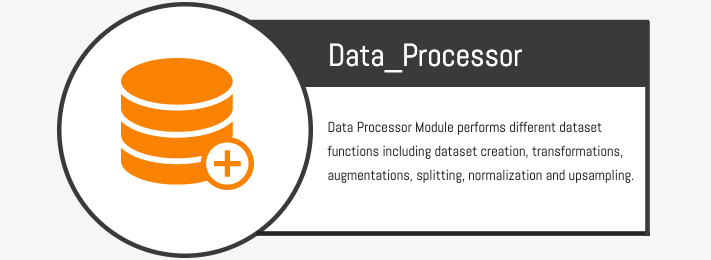 Data_Processor
Data Processor Module performs different dataset
functions including dataset creation, transformations,
augmentations, splitting, normalization and upsampling.